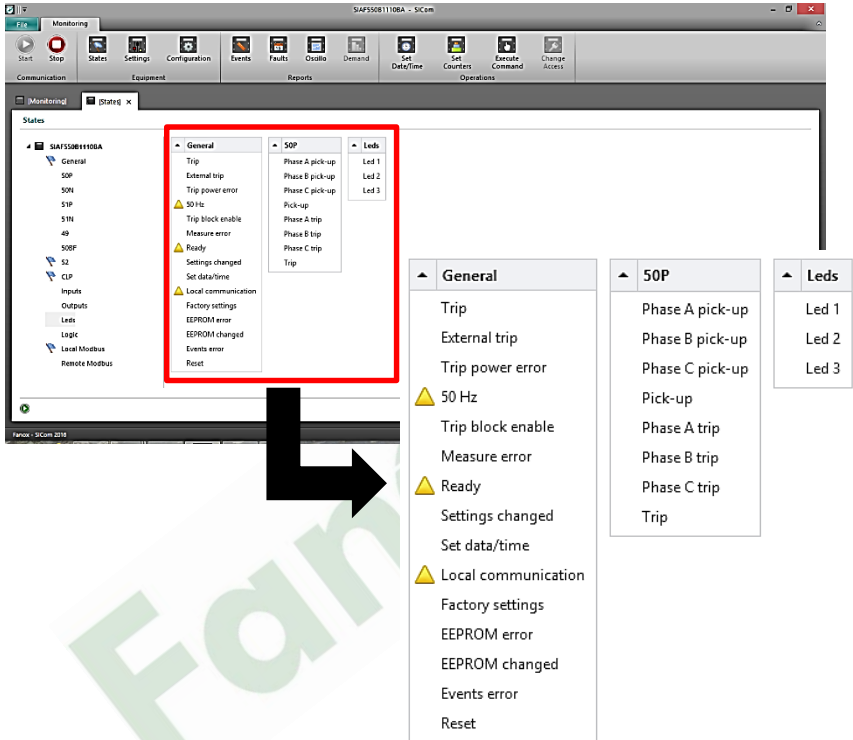 SIAF550B1110BA - SICom
File Monitoring
Start Stop States Settings Configuration Events Faults Oscillo Demand Set Date/Time Set Counters Execute Command Change Access
Communication Equipment Reports Operations
[Monitoring] [States] ×
States
SIAF550B1110BA
General
50P
50N
51P
51N
49
50BF
52
CLP
Inputs
Outputs
Leds
Logic
Local Modbus
Remote Modbus
General
Trip
External trip
Trip power error
50 Hz
Trip block enable
Measure error
Ready
Settings changed
Set data/time
Local communication
Factory settings
EEPROM error
EEPROM changed
Events error
Reset
50P
Phase A pick-up
Phase B pick-up
Phase C pick-up
Pick-up
Phase A trip
Phase B trip
Phase C trip
Trip
Leds
Led 1
Led 2
Led 3
Fanox - SICom 2016
General
Trip
External trip
Trip power error
50 Hz
Trip block enable
Measure error
Ready
Settings changed
Set data/time
Local communication
Factory settings
EEPROM error
EEPROM changed
Events error
Reset
50P
Phase A pick-up
Phase B pick-up
Phase C pick-up
Pick-up
Phase A trip
Phase B trip
Phase C trip
Trip
Leds
Led 1
Led 2
Led 3
Fan